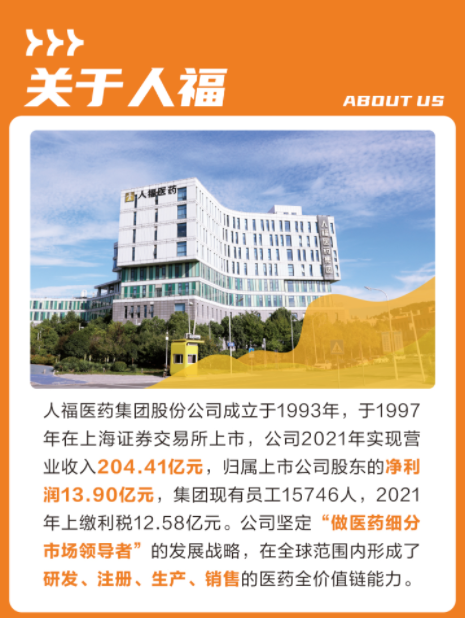 关于人福
ABOUT US
人福医药
人福医药集团股份公司成立于1993年，于1997
年在上海证券交易所上市，公司2021年实现营
业收入204.41亿元，归属上市公司股东的净利
润13.90亿元，集团现有员工15746人，2021
年上缴利税12.58亿元。公司坚定“做医药细分
市场领导者”的发展战略，在全球范围内形成了
研发、注册、生产、销售的医药全价值链能力。